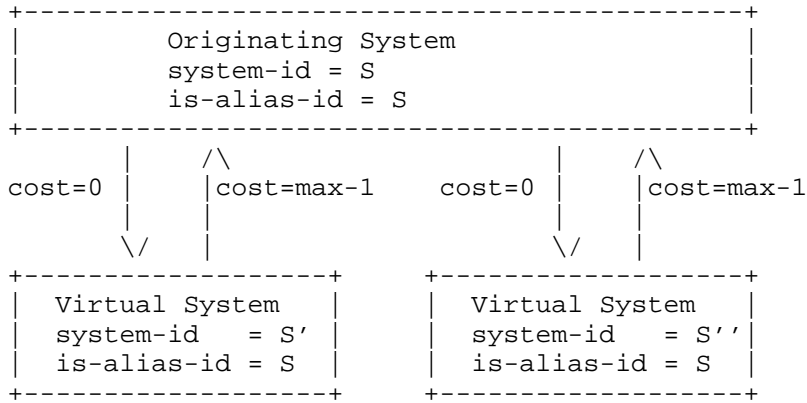 Originating System
system-id = S
is-alias-id = S
cost=0 cost=max-1 cost=0 cost=max-1
Virtual System Virtual System
system-id = S' system-id = S''
is-alias-id = S is-alias-id = S